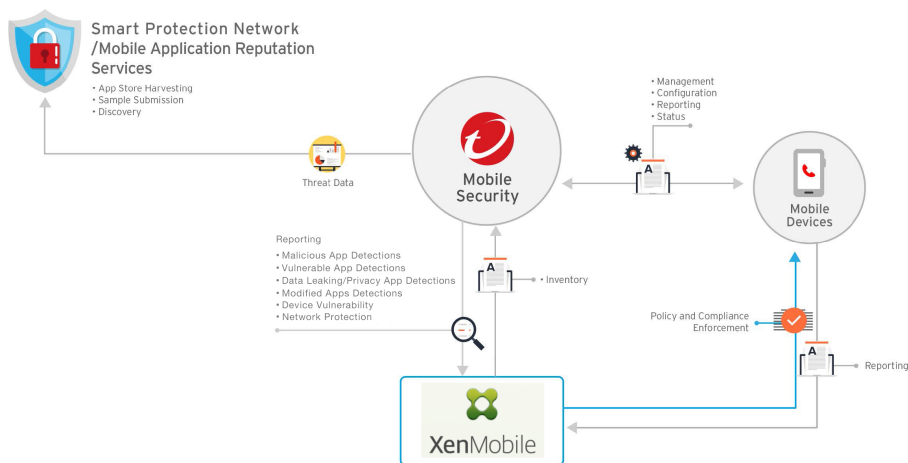 Smart Protection Network
/Mobile Application Reputation
Services
• App Store Harvesting
• Sample Submission
• Discovery
Threat Data
Mobile
Security
• Management
• Configuration
• Reporting
• Status
A
Mobile
Devices
Reporting
• Malicious App Detections
• Vulnerable App Detections
• Data Leaking/Privacy App Detections
• Modified Apps Detections
• Device Vulnerability
• Network Protection
A
• Inventory
Policy and Compliance
Enforcement
A
Reporting
XenMobile